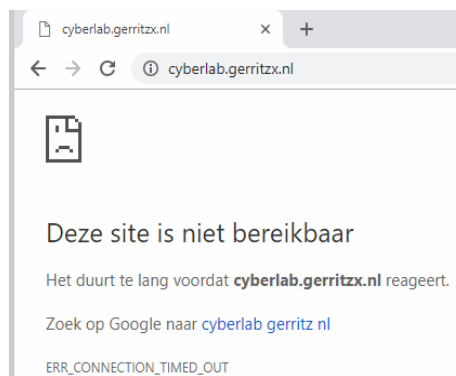 cyberlab.gerritzx.nl
cyberlab.gerritzx.nl
Deze site is niet bereikbaar
Het duurt te lang voordat cyberlab.gerritzx.nl reageert.
Zoek op Google naar cyberlab gerritz nl
ERR_CONNECTION_TIMED_OUT